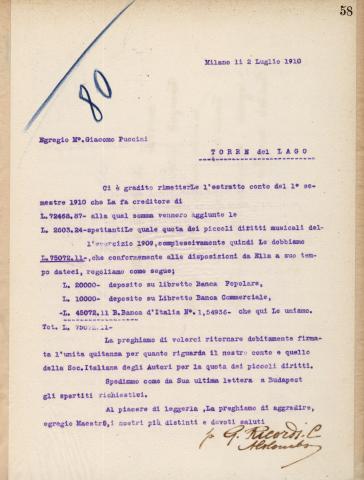 58
80
Milano li 2 Luglio 1910
Egregio M°.Giacomo Puccini
TORRE del LAGO
Ci è gradito rimetterLe l'estratto conto del 1° se-
mestre 1910 che La fa creditore di
L.72468.87- alla qual somma vennero aggiunte le
L. 2603.24-spettantiLe quale quota dei piccoli diritti musicali del-
l'esercizio 1909,complessivamente quindi Le dobbiamo
L.75072.11-,che conformemente alle disposizioni da Ella a suo tem-
po dateci, regoliamo come segue;
L. 20000- deposito su libretto Banca Popolare,
L. 10000- deposito su Libretto Banca Commerciale,
-L. 45072.11 B.Banca d'Italia N°.1,54936- che qui Le uniamo.
Tot. L. 75072.11-
La preghiamo di volerci ritornare debitamente firma-
ta l'unita quitanza per quanto riguarda il nostro conto e quello
della Soc.Italiana degli Autori per la quota dei piccoli diritti.
Spedimmo come da Sua ultima lettera a Budapest
gli spartiti richiestici.
Al piacere di leggerLa ,La preghiamo di aggradire,
egregio Maestrò,i nostri più distinti e devoti saluti
p G. Ricordi & C